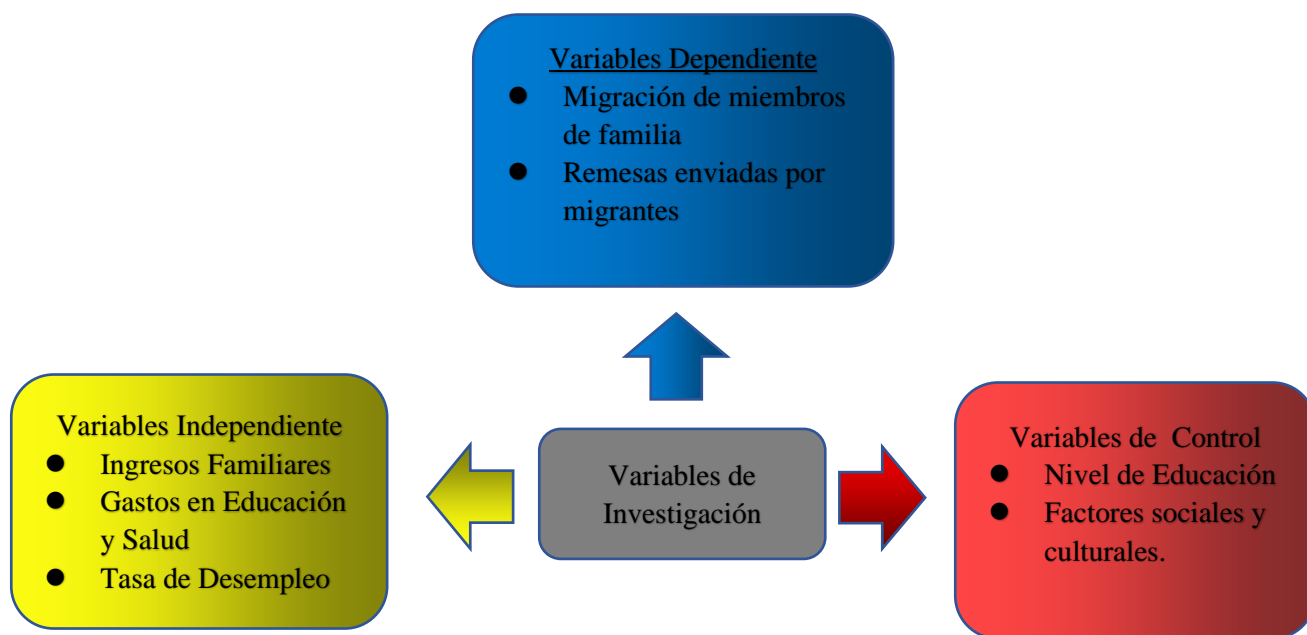 Variables Dependiente
● Migración de miembros
de familia
● Remesas enviadas por
migrantes
Variables Independiente
● Ingresos Familiares
● Gastos en Educación
y Salud
● Tasa de Desempleo
Variables de
Investigación
Variables de Control
● Nivel de Educación
● Factores sociales y
culturales.